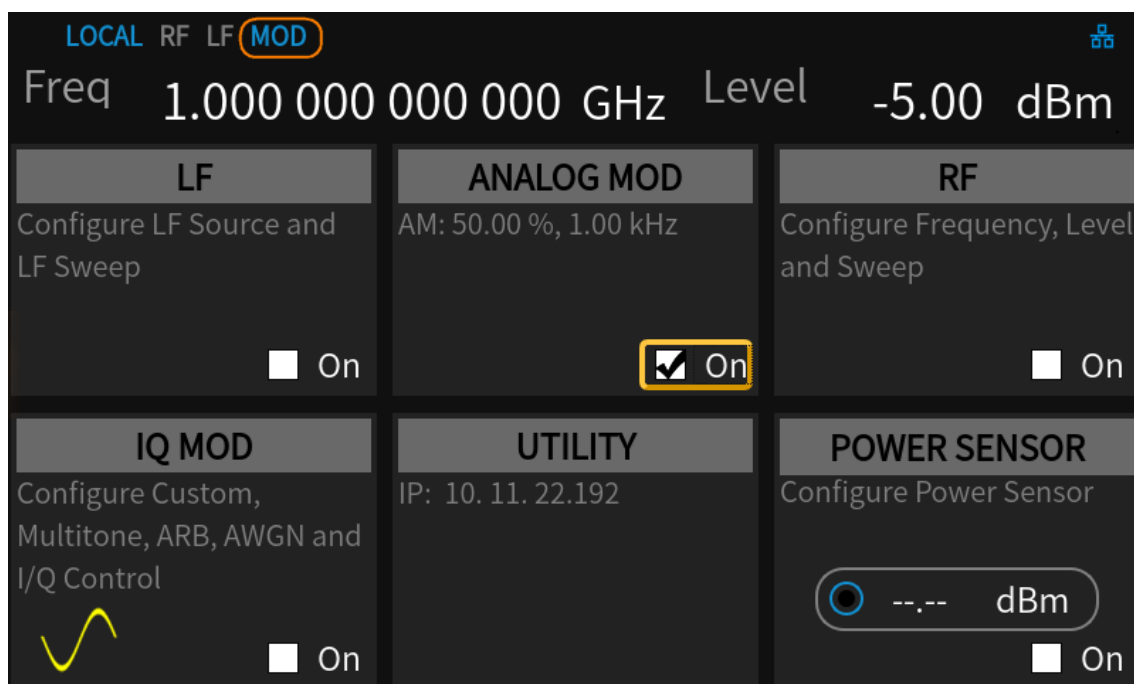 LOCAL RF LF MOD
Freq 1.000 000 000 000 GHz Level -5.00 dBm
LF
Configure LF Source and
LF Sweep
On
ANALOG MOD
AM: 50.00 %, 1.00 kHz
On
RF
Configure Frequency, Level
and Sweep
On
IQ MOD
Configure Custom,
Multitone, ARB, AWGN and
I/Q Control
On
UTILITY
IP: 10. 11. 22.192
POWER SENSOR
Configure Power Sensor
--.-- dBm
On